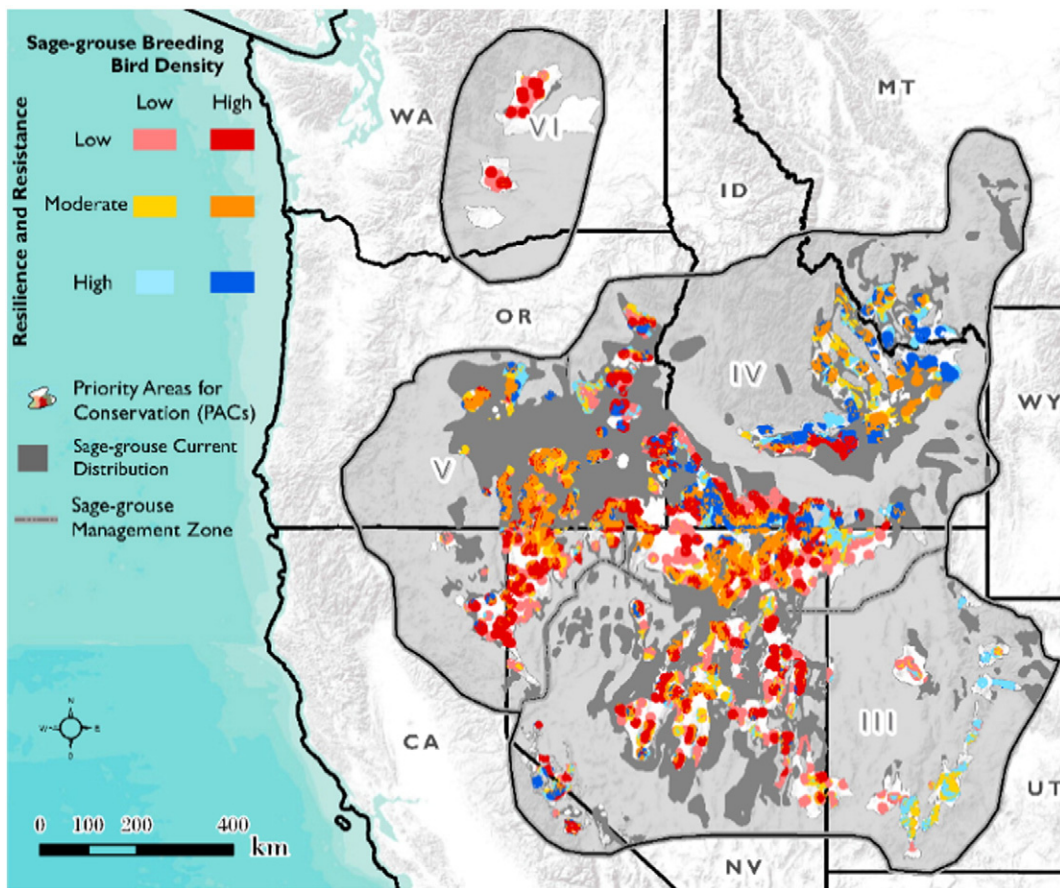 Sage-grouse Breeding
Bird Density
Low High
Resilience and Resistance
Low
Moderate
High
Priority Areas for
Conservation (PACs)
Sage-grouse Current
Distribution
Sage-grouse
Management Zone
WA
VI
MT
ID
OR
IV
WY
V
CA
III
UT
NV
N
W E
0 100 200 400
km